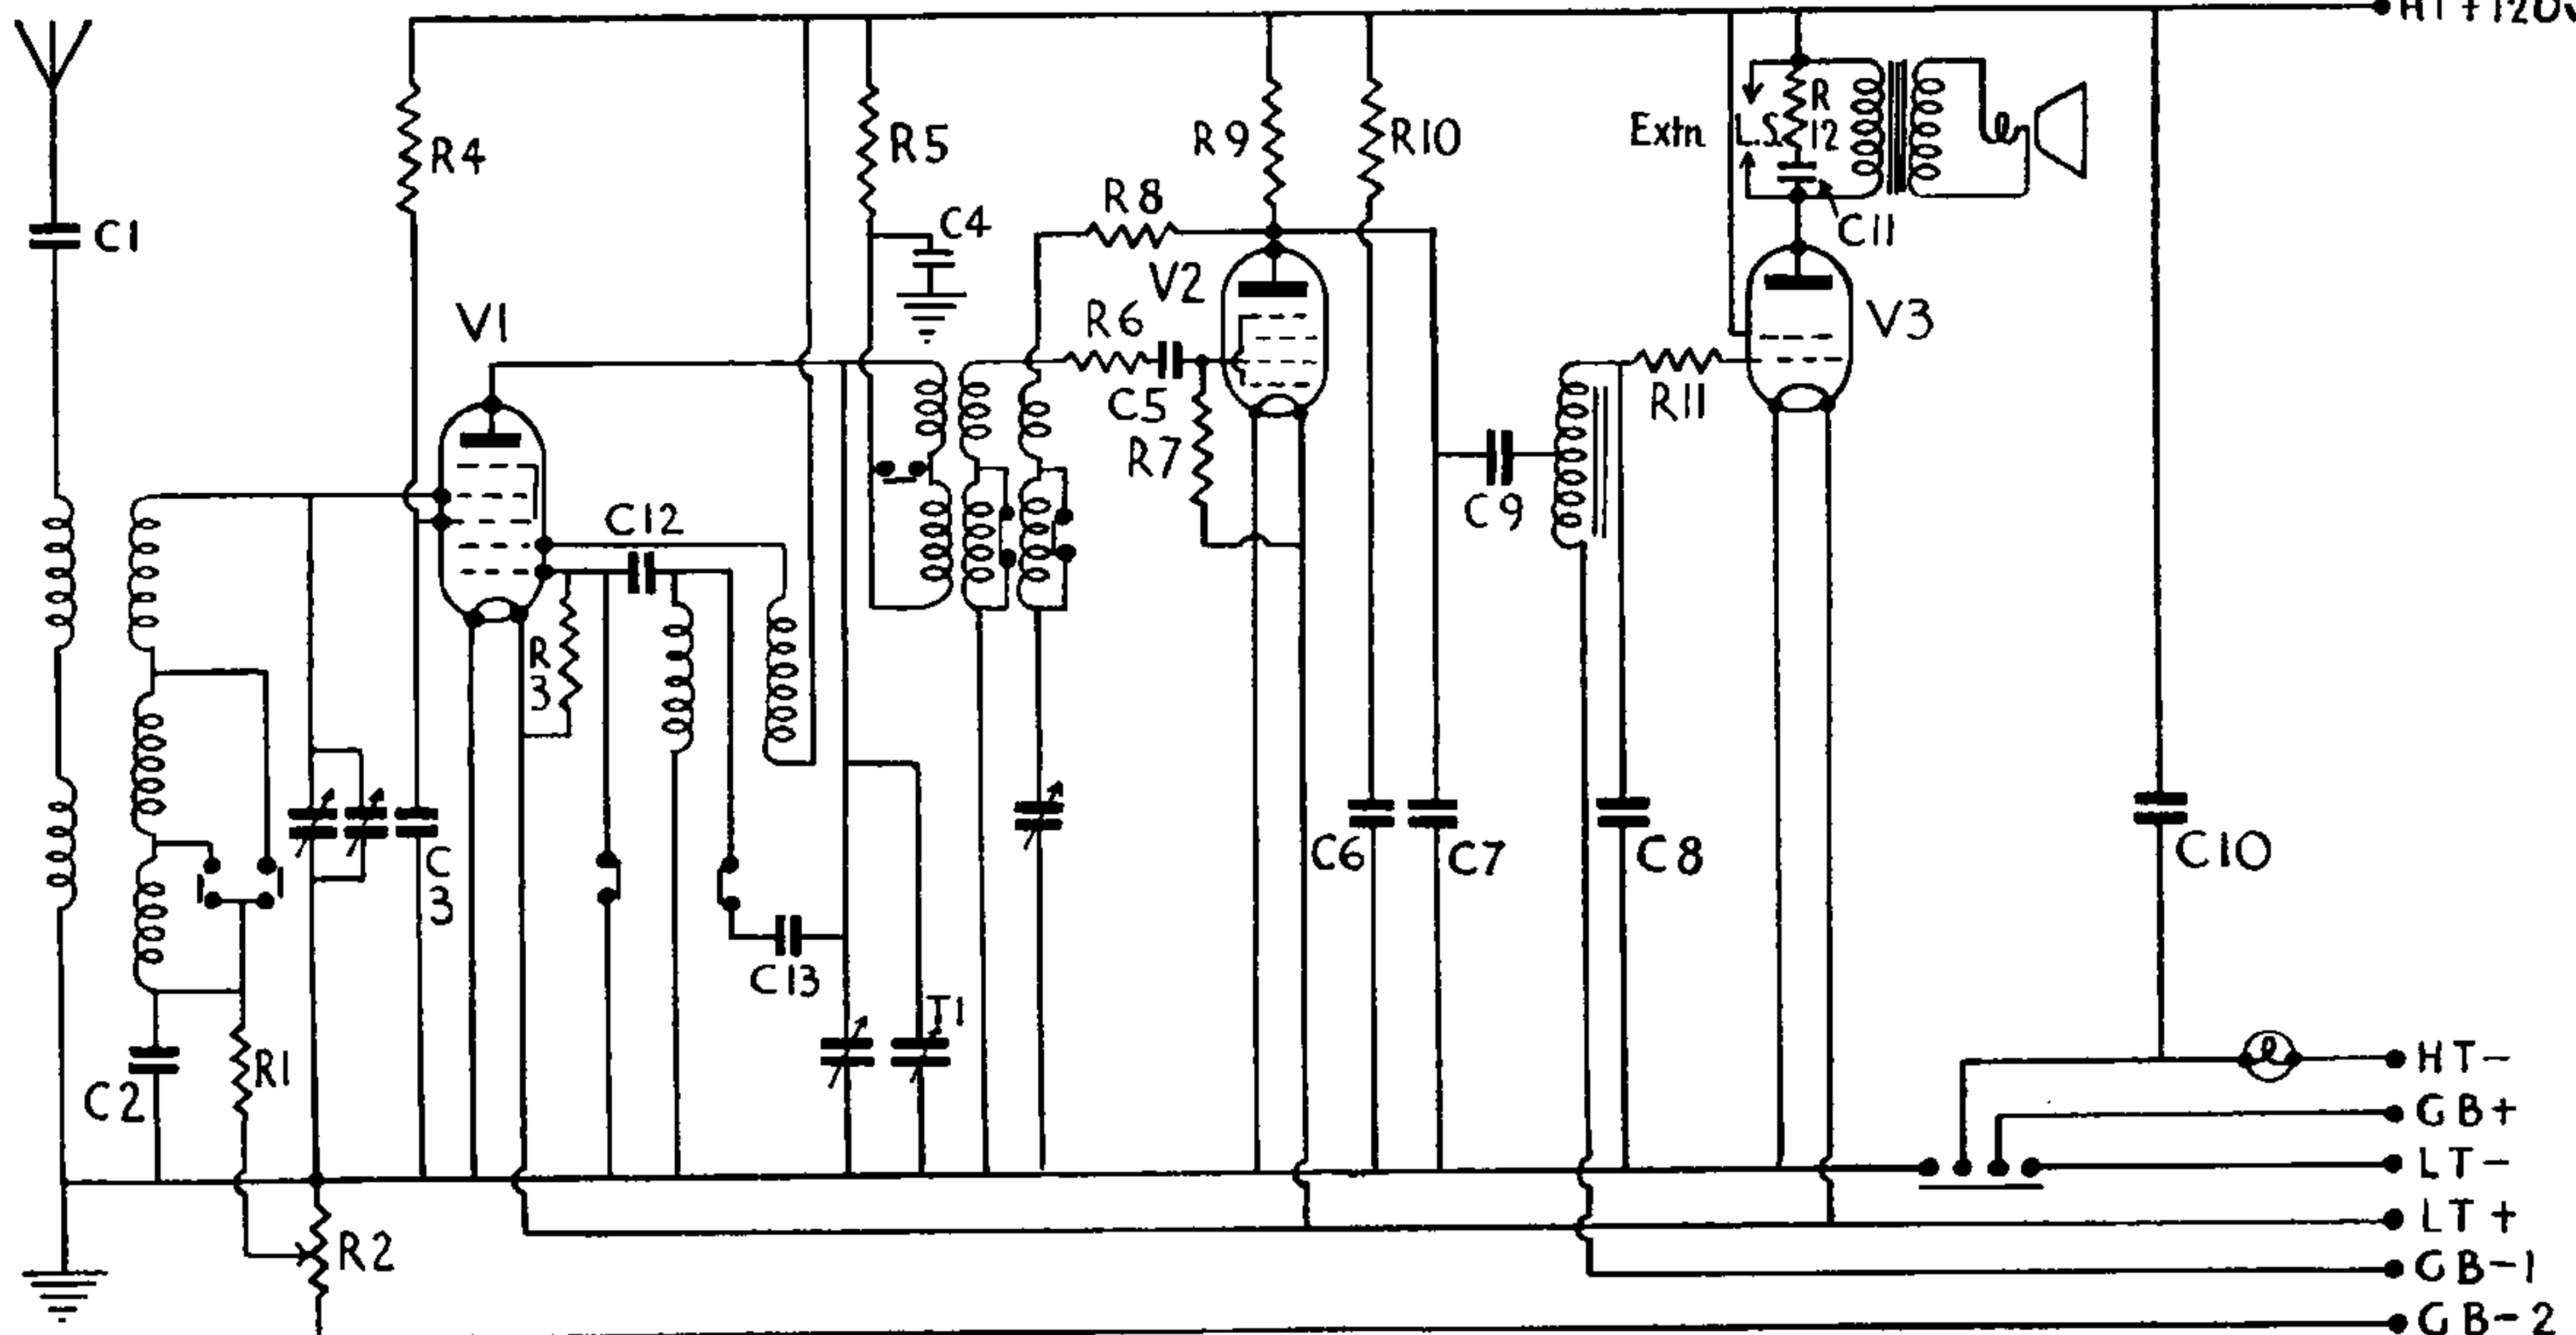 HT+120V
R4
R5
R9
R10
Extn L.S.
R
12
C11
C1
C4
R8
V2
V1
R6
V3
C5
R7
R11
C9
C12
R
3
C
3
C6
C7
C8
C10
C13
T1
C2
R1
R2
HT-
GB+
LT-
LT+
GB-1
GB-2